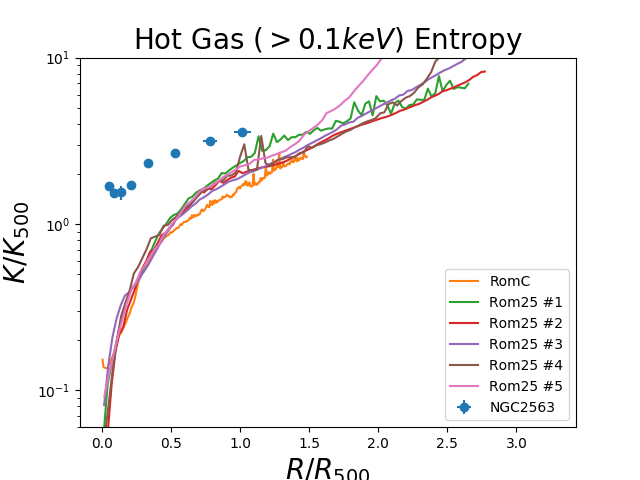 Hot Gas (> 0.1keV) Entropy
K/K500
10^1
10^0
10^−1
RomC
Rom25 #1
Rom25 #2
Rom25 #3
Rom25 #4
Rom25 #5
NGC2563
0.0 0.5 1.0 1.5 2.0 2.5 3.0
R/R500